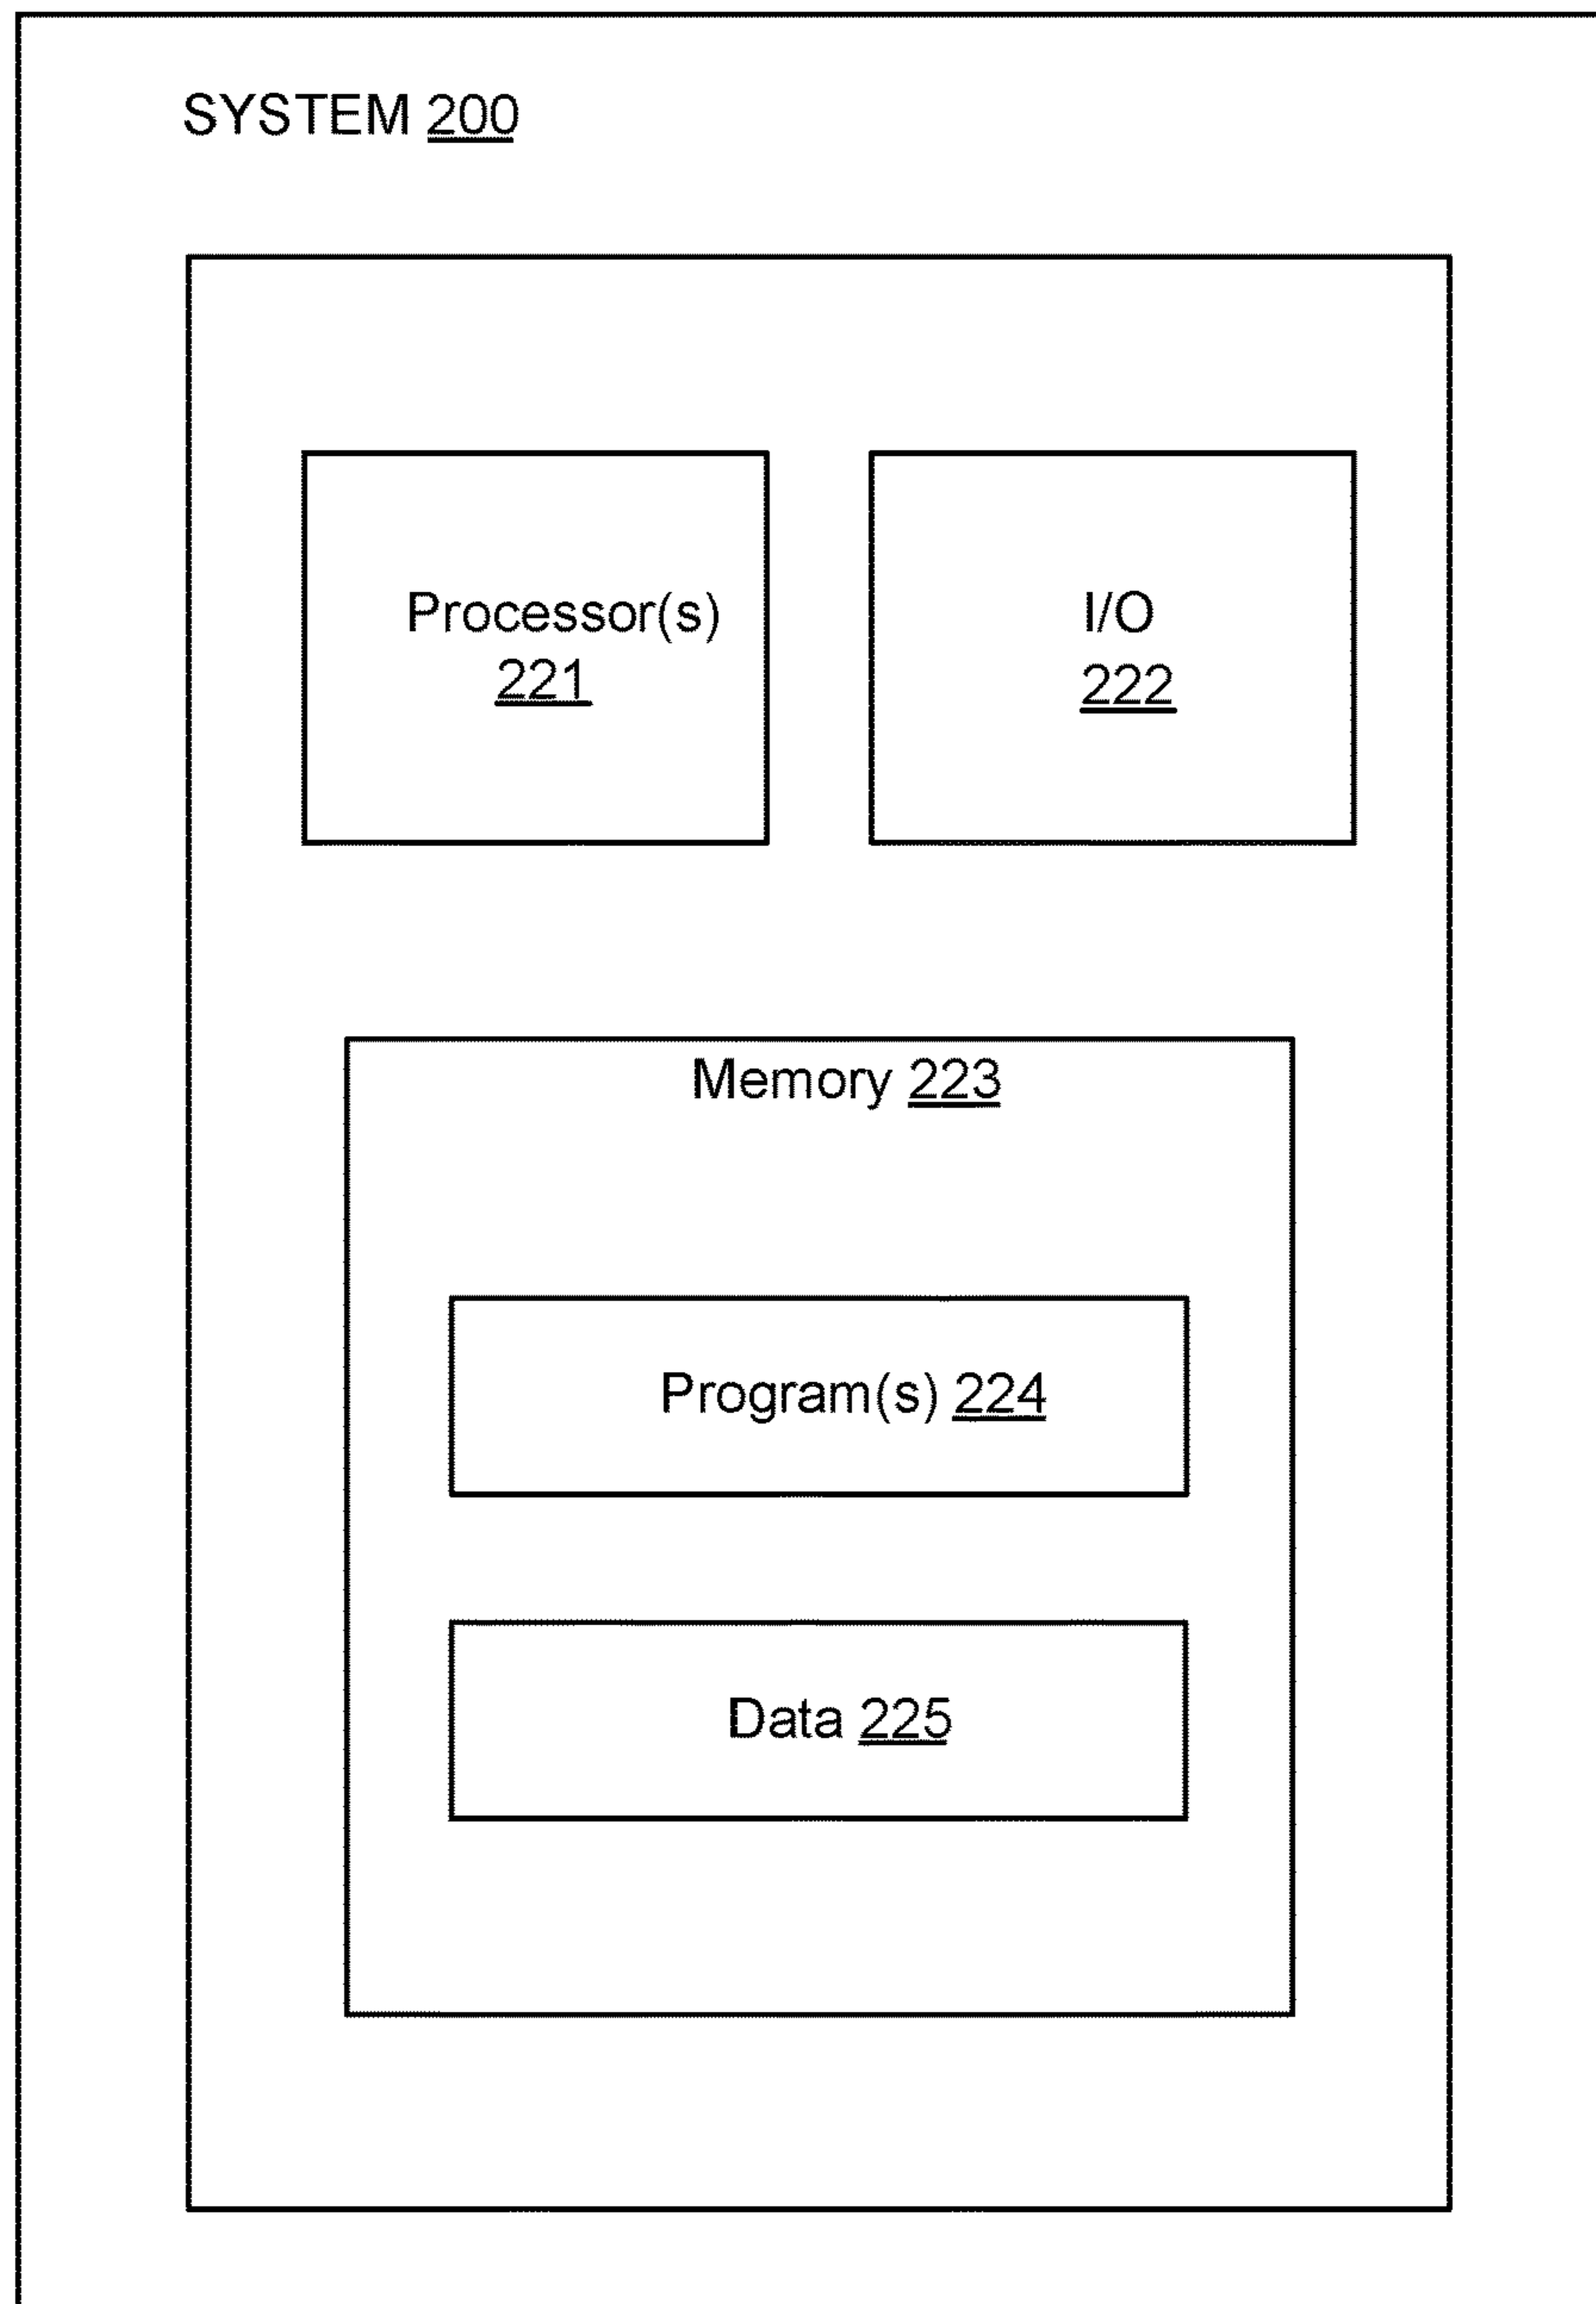 SYSTEM 200
Processor(s)
221
I/O
222
Memory 223
Program(s) 224
Data 225